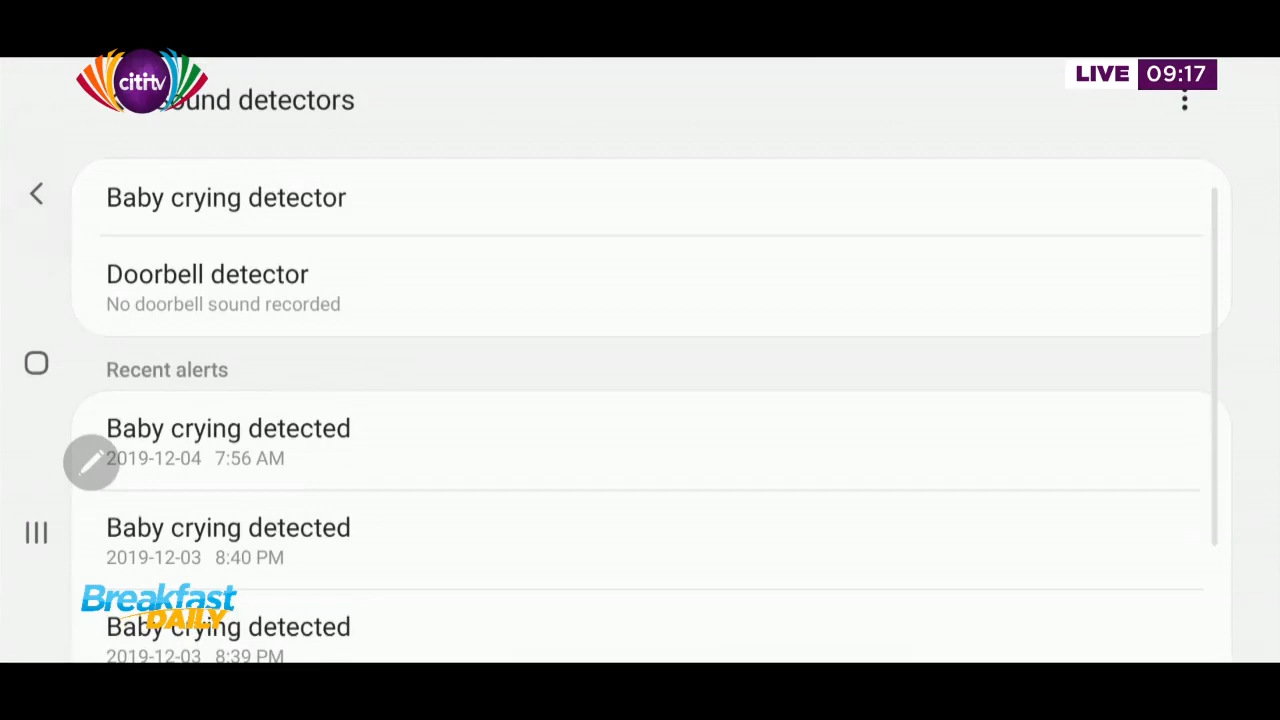 citi tv
LIVE 09:17
ound detectors
Baby crying detector
Doorbell detector
No doorbell sound recorded
Recent alerts
Baby crying detected
2019-12-04 7:56 AM
Baby crying detected
2019-12-03 8:40 PM
Breakfast
DAILY
Baby crying detected
2019-12-03 8:39 PM